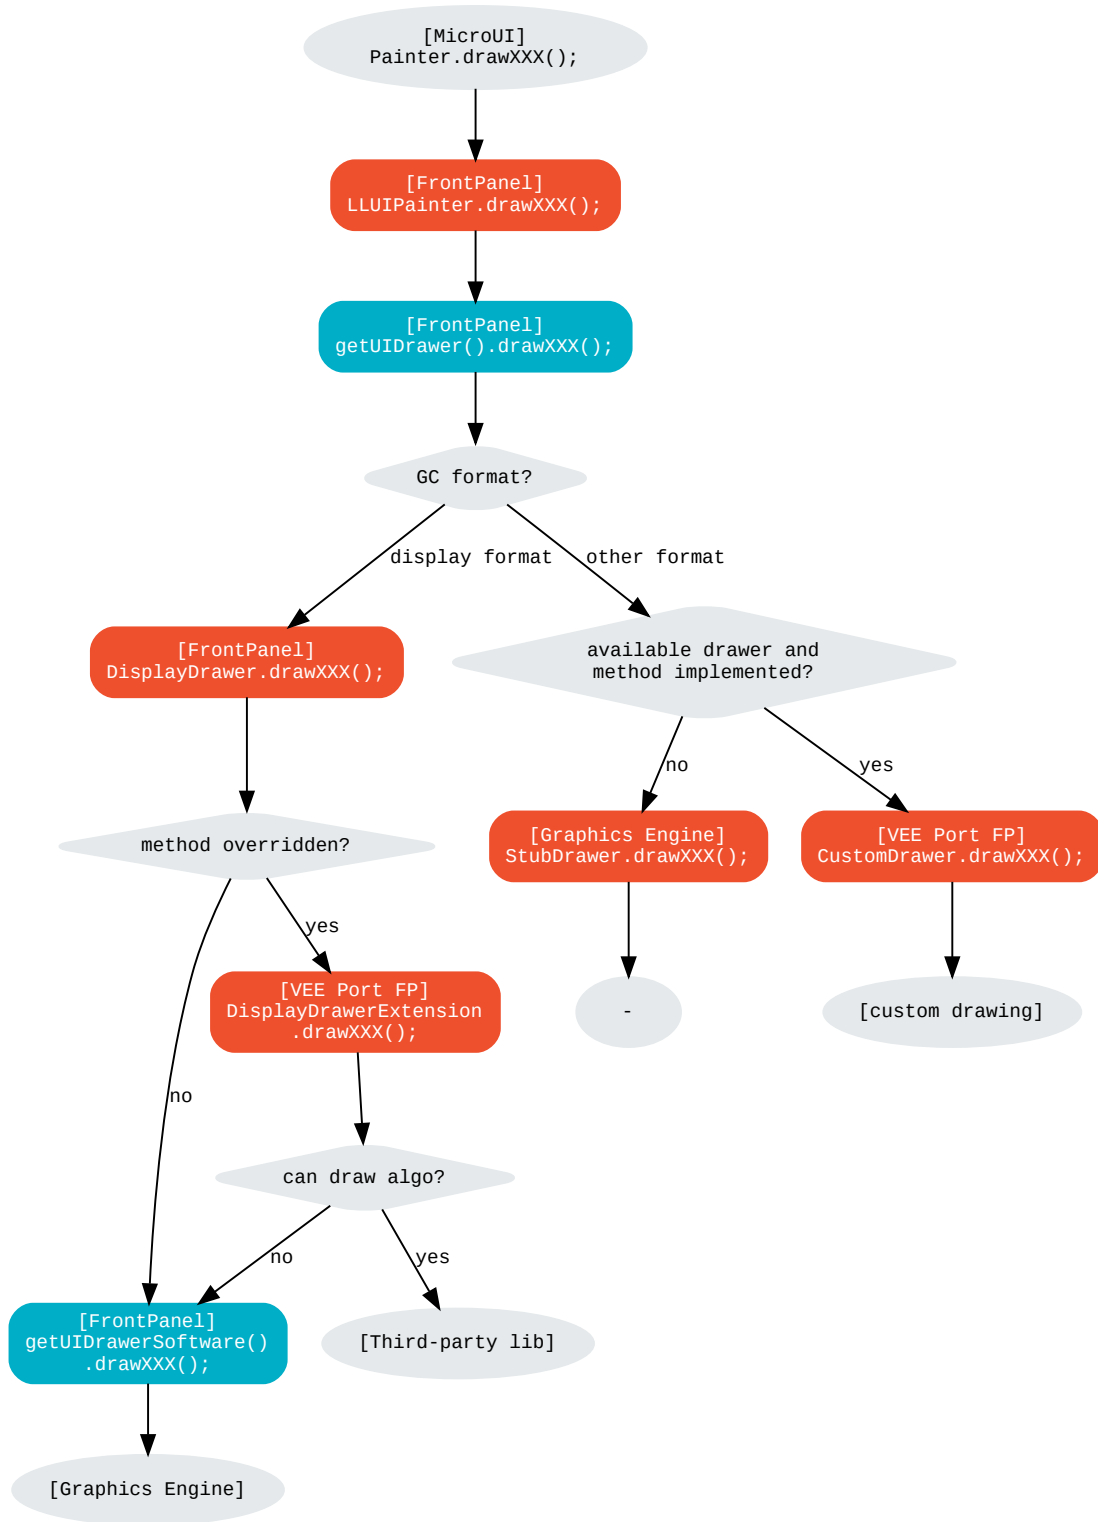 [MicroUI]
Painter.drawXXX();
[FrontPanel]
LLUIPainter.drawXXX();
[FrontPanel]
getUIDrawer().drawXXX();
GC format?
display format
other format
[FrontPanel]
DisplayDrawer.drawXXX();
available drawer and
method implemented?
no
yes
method overridden?
[Graphics Engine]
StubDrawer.drawXXX();
[VEE Port FP]
CustomDrawer.drawXXX();
yes
[VEE Port FP]
DisplayDrawerExtension
.drawXXX();
-
[custom drawing]
no
can draw algo?
no
yes
[FrontPanel]
getUIDrawerSoftware()
.drawXXX();
[Third-party lib]
[Graphics Engine]